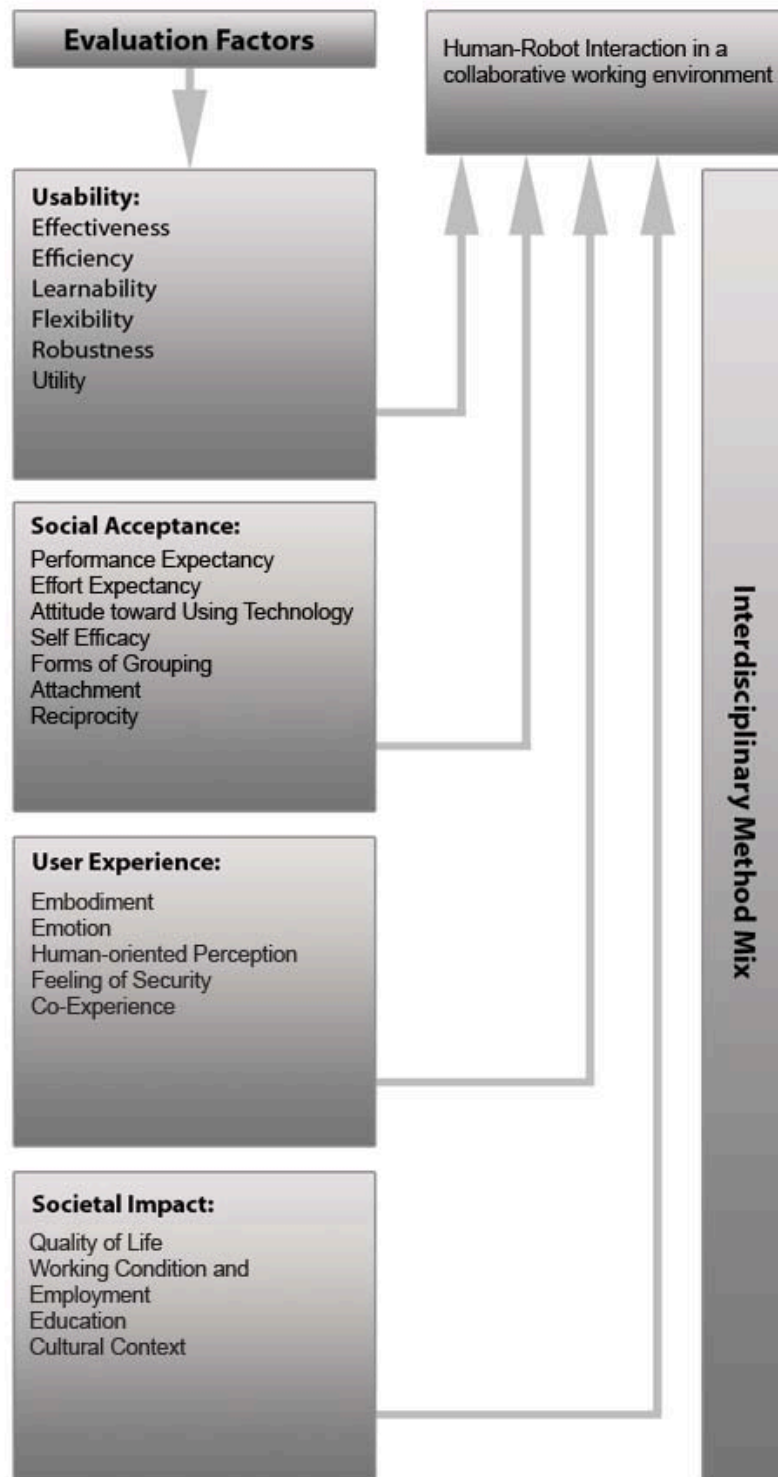 Evaluation Factors
Human-Robot Interaction in a
collaborative working environment
Usability:
Effectiveness
Efficiency
Learnability
Flexibility
Robustness
Utility
Social Acceptance:
Performance Expectancy
Effort Expectancy
Attitude toward Using Technology
Self Efficacy
Forms of Grouping
Attachment
Reciprocity
User Experience:
Embodiment
Emotion
Human-oriented Perception
Feeling of Security
Co-Experience
Societal Impact:
Quality of Life
Working Condition and
Employment
Education
Cultural Context
Interdisciplinary Method Mix